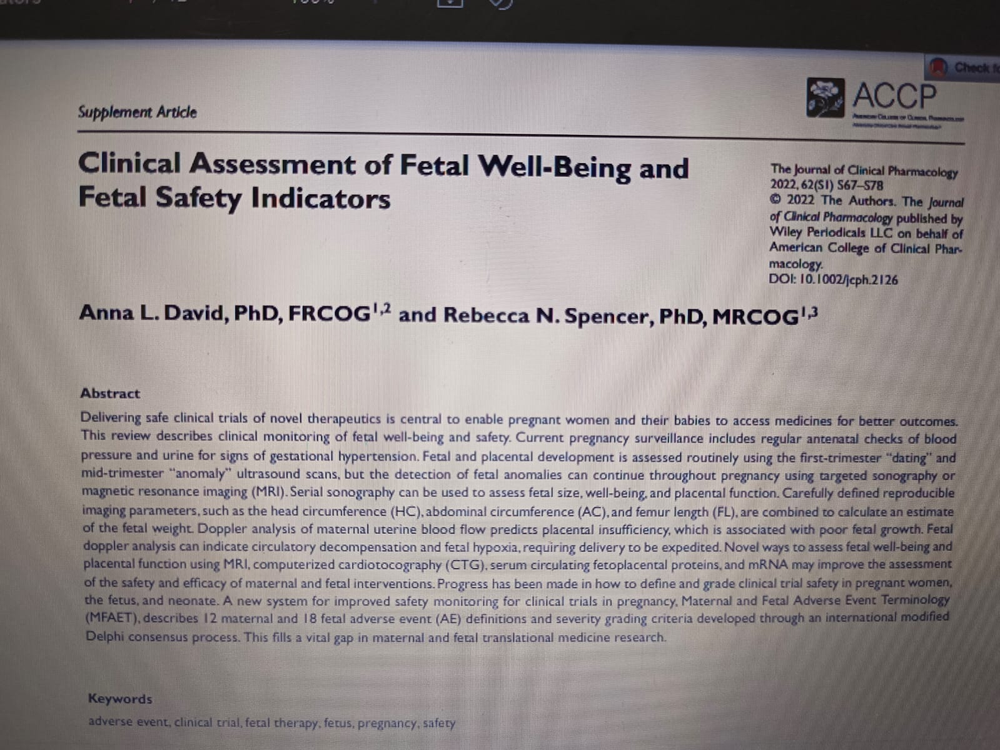 Check
ACCP
Supplement Article
Clinical Assessment of Fetal Well-Being and
Fetal Safety Indicators
The Journal of Clinical Pharmacology
2022, 62(S1) S67–S78
© 2022 The Authors. The Journal
of Clinical Pharmacology published by
Wiley Periodicals LLC on behalf of
American College of Clinical Phar-
macology.
DOI: 10.1002/jcph.2126
Anna L. David, PhD, FRCOG1,2 and Rebecca N. Spencer, PhD, MRCOG1,3
Abstract
Delivering safe clinical trials of novel therapeutics is central to enable pregnant women and their babies to access medicines for better outcomes.
This review describes clinical monitoring of fetal well-being and safety. Current pregnancy surveillance includes regular antenatal checks of blood
pressure and urine for signs of gestational hypertension. Fetal and placental development is assessed routinely using the first-trimester “dating” and
mid-trimester “anomaly” ultrasound scans, but the detection of fetal anomalies can continue throughout pregnancy using targeted sonography or
magnetic resonance imaging (MRI). Serial sonography can be used to assess fetal size, well-being, and placental function. Carefully defined reproducible
imaging parameters, such as the head circumference (HC), abdominal circumference (AC), and femur length (FL), are combined to calculate an estimate
of the fetal weight. Doppler analysis of maternal uterine blood flow predicts placental insufficiency, which is associated with poor fetal growth. Fetal
doppler analysis can indicate circulatory decompensation and fetal hypoxia, requiring delivery to be expedited. Novel ways to assess fetal well-being and
placental function using MRI, computerized cardiotocography (CTG), serum circulating fetoplacental proteins, and mRNA may improve the assessment
of the safety and efficacy of maternal and fetal interventions. Progress has been made in how to define and grade clinical trial safety in pregnant women,
the fetus, and neonate. A new system for improved safety monitoring for clinical trials in pregnancy, Maternal and Fetal Adverse Event Terminology
(MFAET), describes 12 maternal and 18 fetal adverse event (AE) definitions and severity grading criteria developed through an international modified
Delphi consensus process. This fills a vital gap in maternal and fetal translational medicine research.
Keywords
adverse event, clinical trial, fetal therapy, fetus, pregnancy, safety